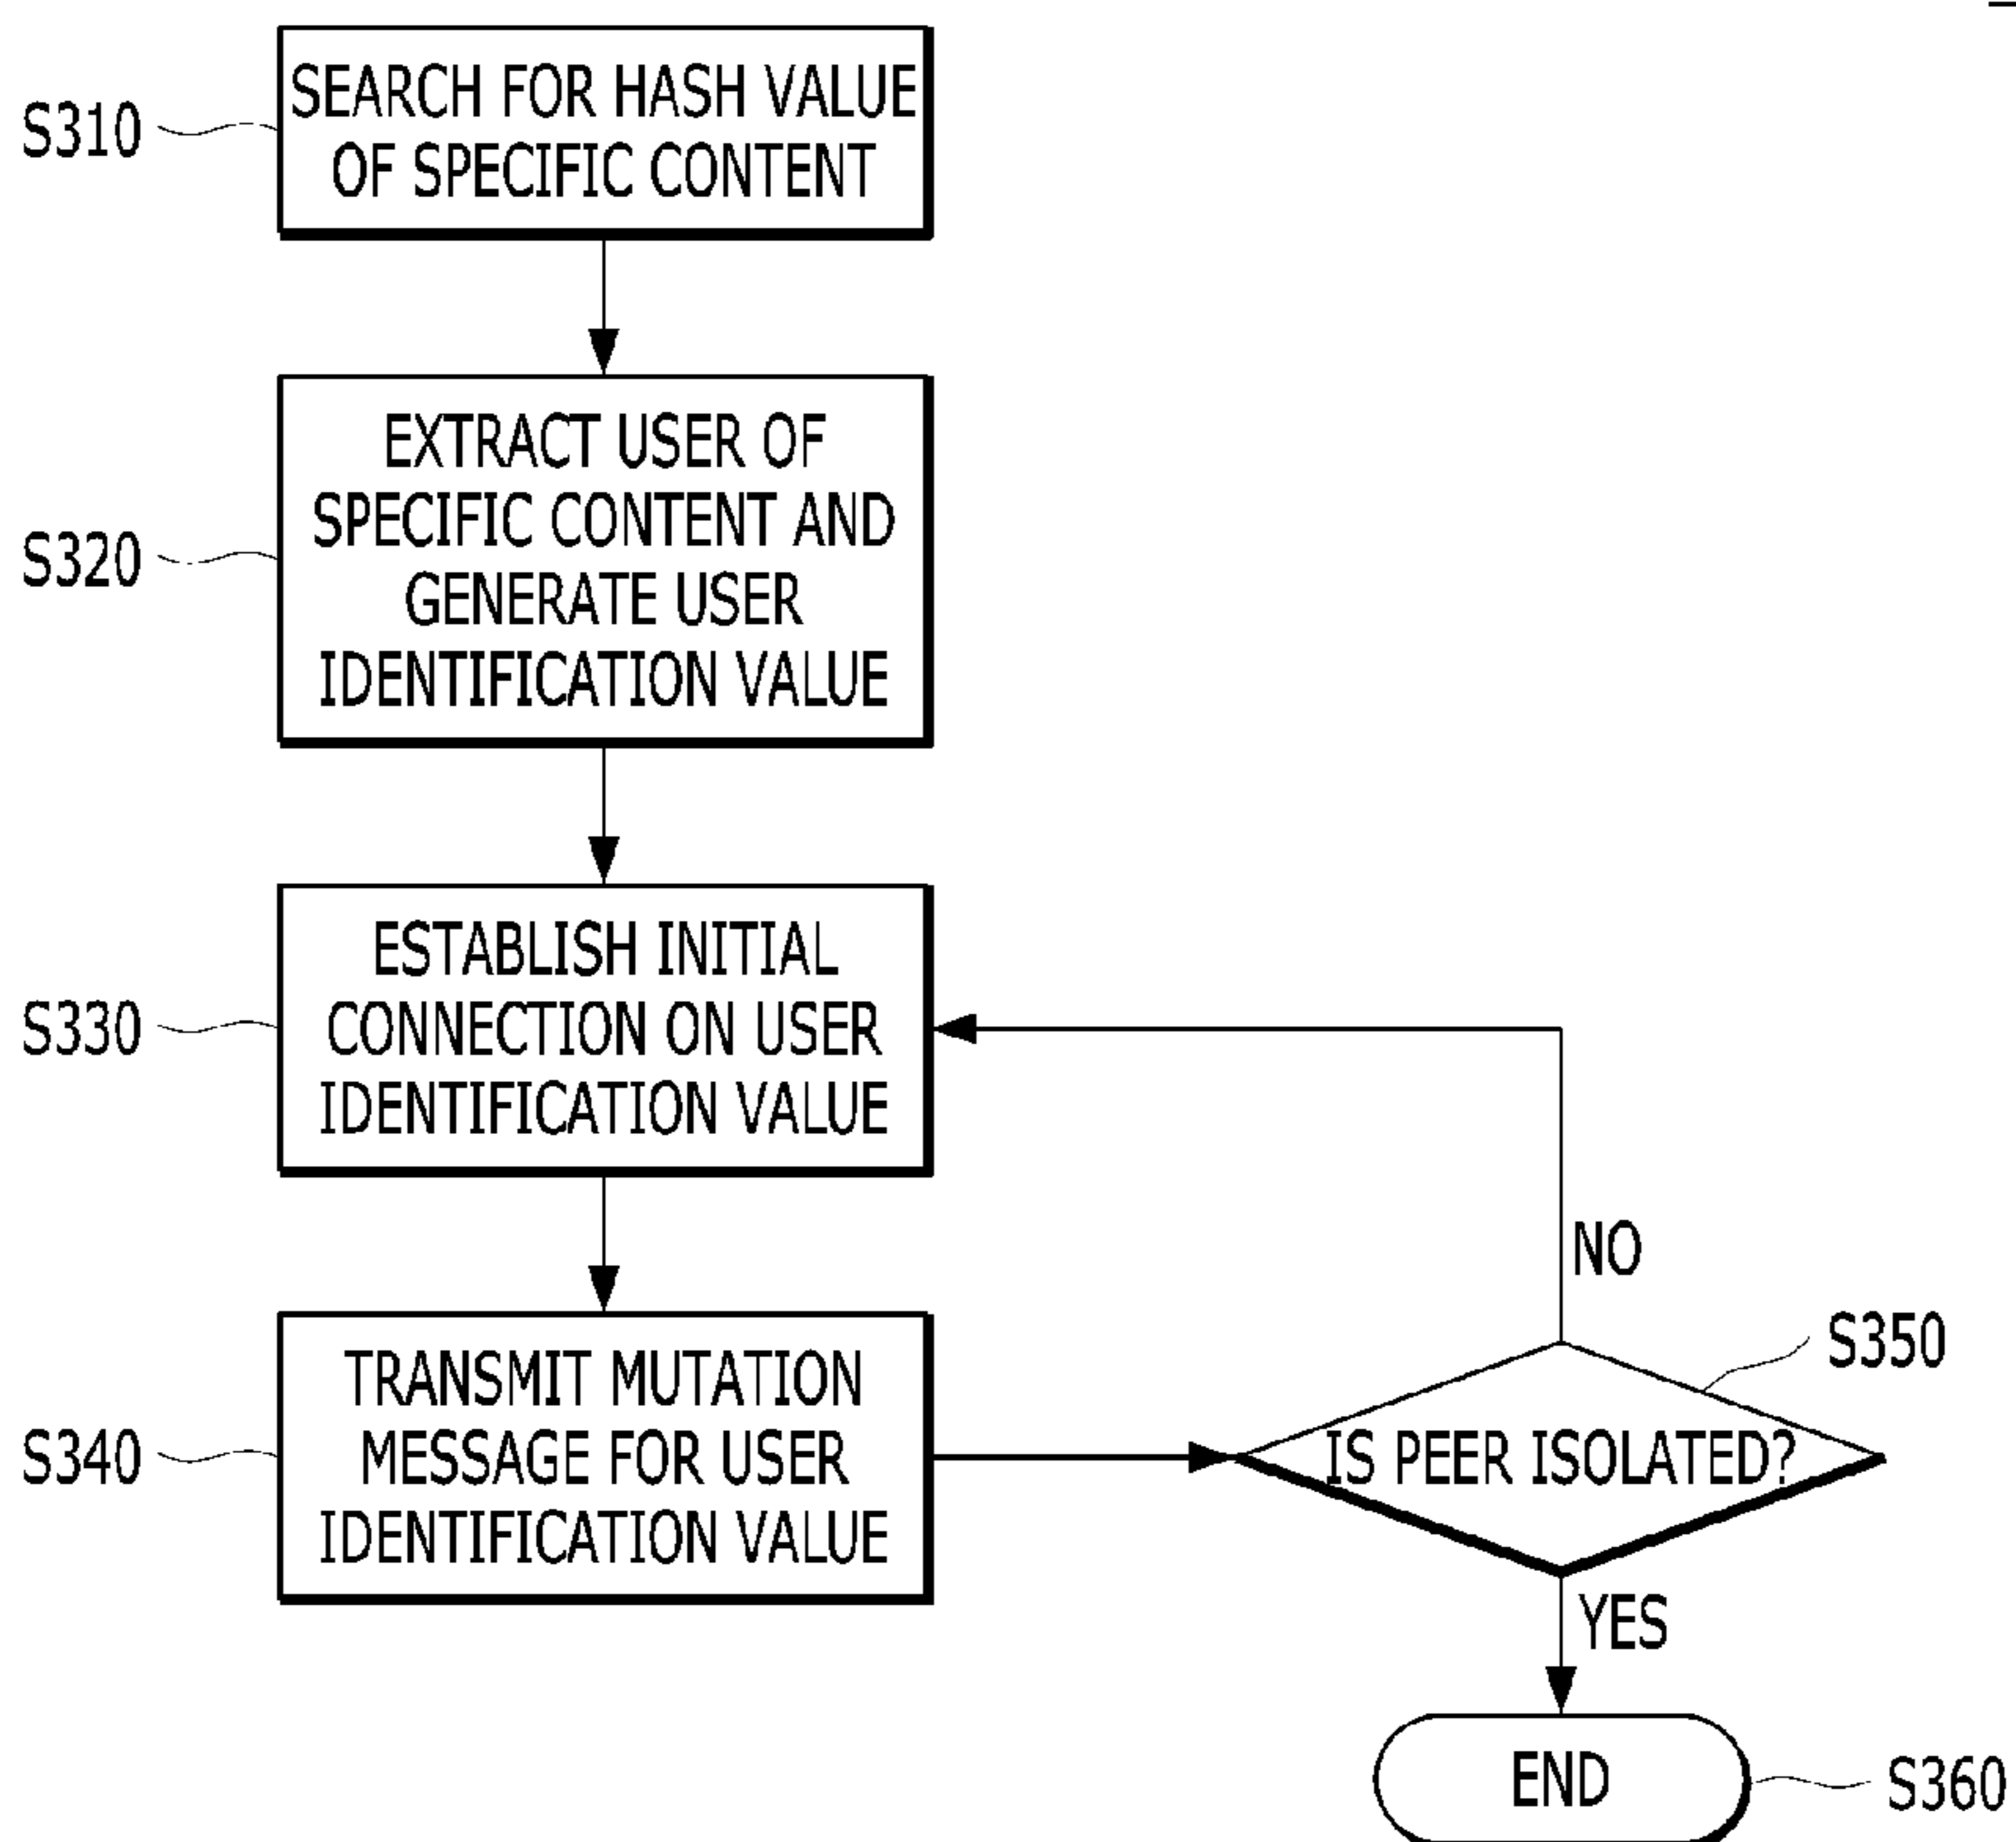 S310
SEARCH FOR HASH VALUE
OF SPECIFIC CONTENT
S320
EXTRACT USER OF
SPECIFIC CONTENT AND
GENERATE USER
IDENTIFICATION VALUE
S330
ESTABLISH INITIAL
CONNECTION ON USER
IDENTIFICATION VALUE
S340
TRANSMIT MUTATION
MESSAGE FOR USER
IDENTIFICATION VALUE
NO
S350
IS PEER ISOLATED?
YES
END
S360